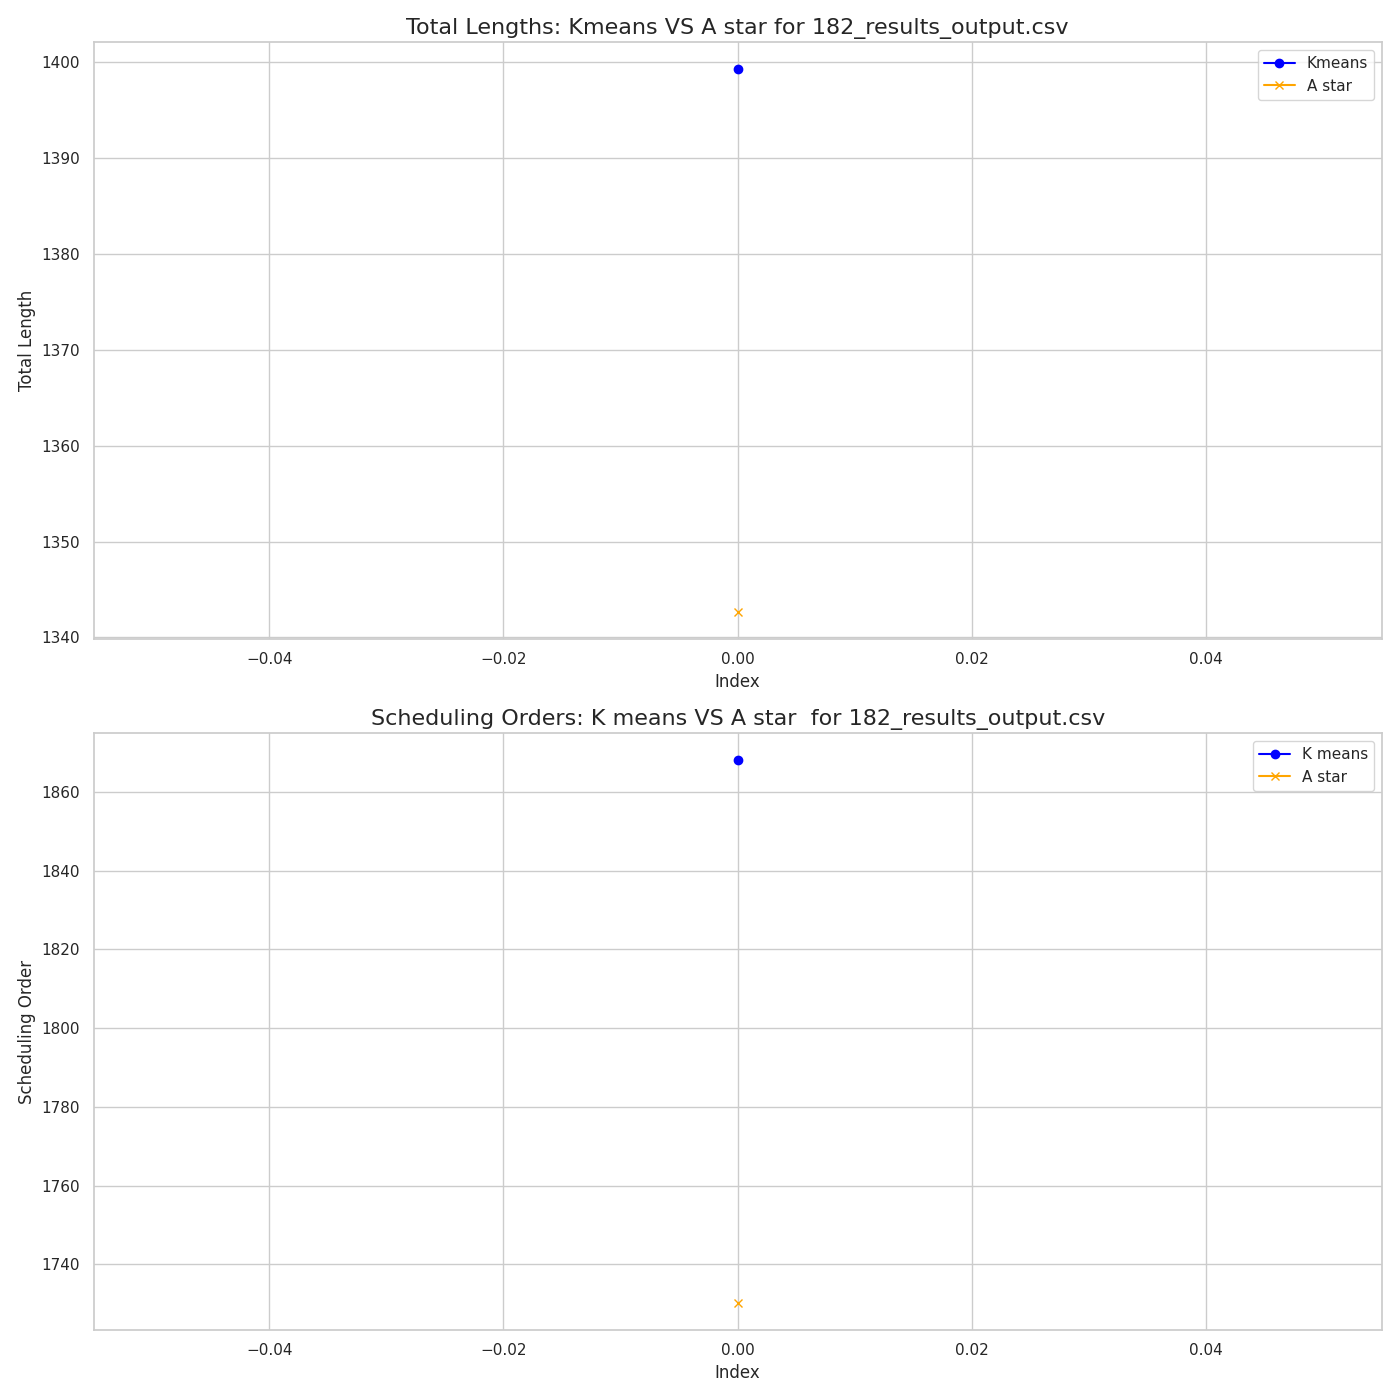 Total Lengths: Kmeans VS A star for 182_results_output.csv
Kmeans
A star
1400
1390
1380
1370
1360
1350
1340
Total Length
−0.04
−0.02
0.00
0.02
0.04
Index
Scheduling Orders: K means VS A star  for 182_results_output.csv
K means
A star
1860
1840
1820
1800
1780
1760
1740
Scheduling Order
−0.04
−0.02
0.00
0.02
0.04
Index